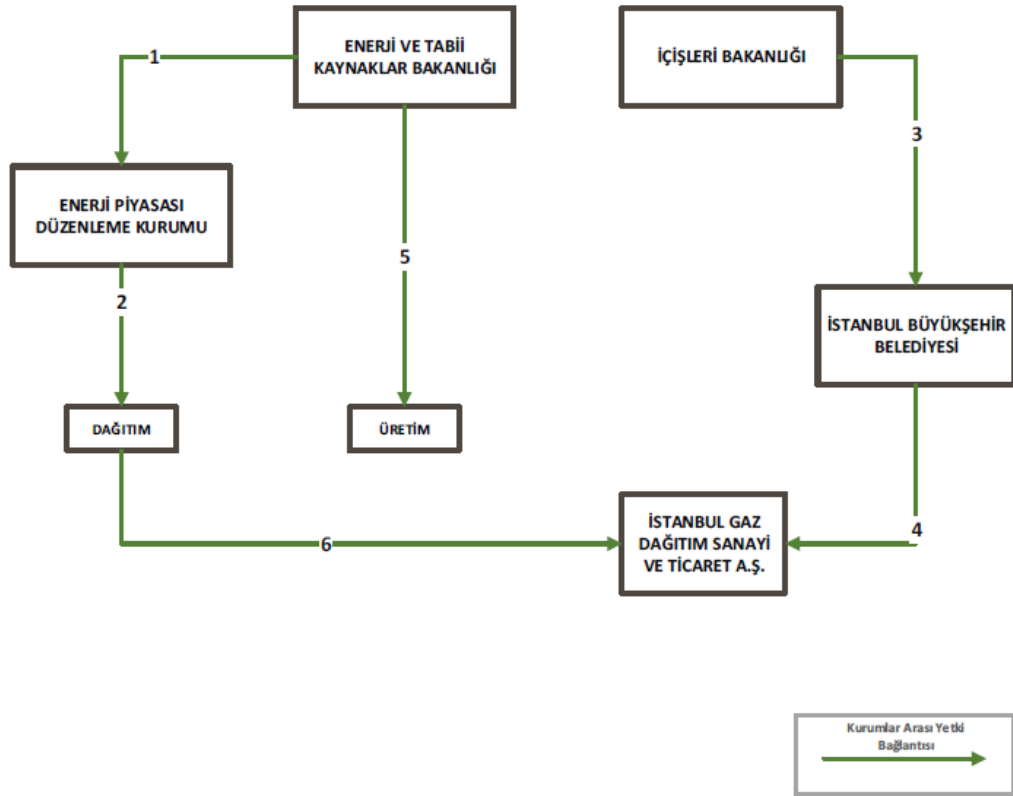 1
ENERJİ VE TABİİ
KAYNAKLAR BAKANLIĞI
İÇİŞLERİ BAKANLIĞI
3
ENERJİ PİYASASI
DÜZENLEME KURUMU
5
2
İSTANBUL BÜYÜKŞEHİR
BELEDİYESİ
DAĞITIM
ÜRETİM
İSTANBUL GAZ
DAĞITIM SANAYİ
VE TİCARET A.Ş.
4
6
Kurumlar Arası Yetki
Bağlantısı